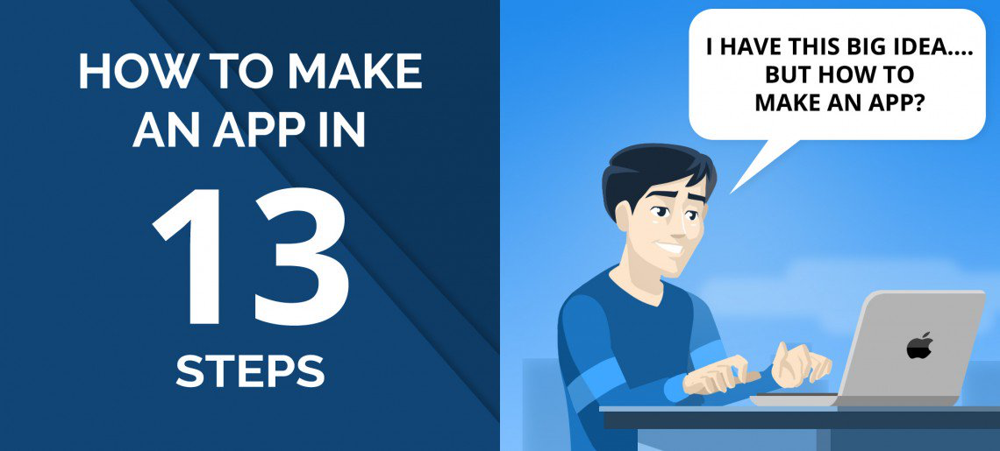 HOW TO MAKE
AN APP IN
13
STEPS
I HAVE THIS BIG IDEA....
BUT HOW TO
MAKE AN APP?